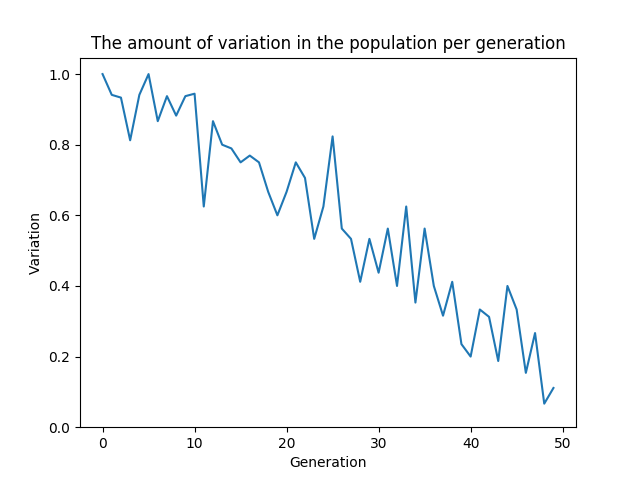 The amount of variation in the population per generation
1.0
0.8
0.6
0.4
0.2
0.0
Variation
0 10 20 30 40 50
Generation